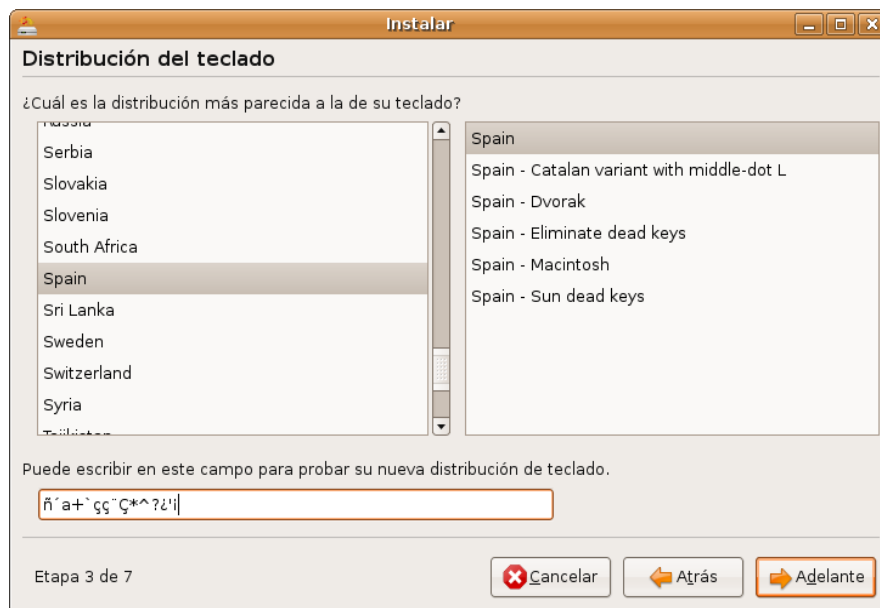 Instalar
Distribución del teclado
¿Cuál es la distribución más parecida a la de su teclado?
Russia
Serbia
Slovakia
Slovenia
South Africa
Spain
Sri Lanka
Sweden
Switzerland
Syria
Tajikistan
Spain
Spain - Catalan variant with middle-dot L
Spain - Dvorak
Spain - Eliminate dead keys
Spain - Macintosh
Spain - Sun dead keys
Puede escribir en este campo para probar su nueva distribución de teclado.
ñ´a+`çç¨Ç*^?¿'¡
Etapa 3 de 7
Cancelar
Atrás
Adelante